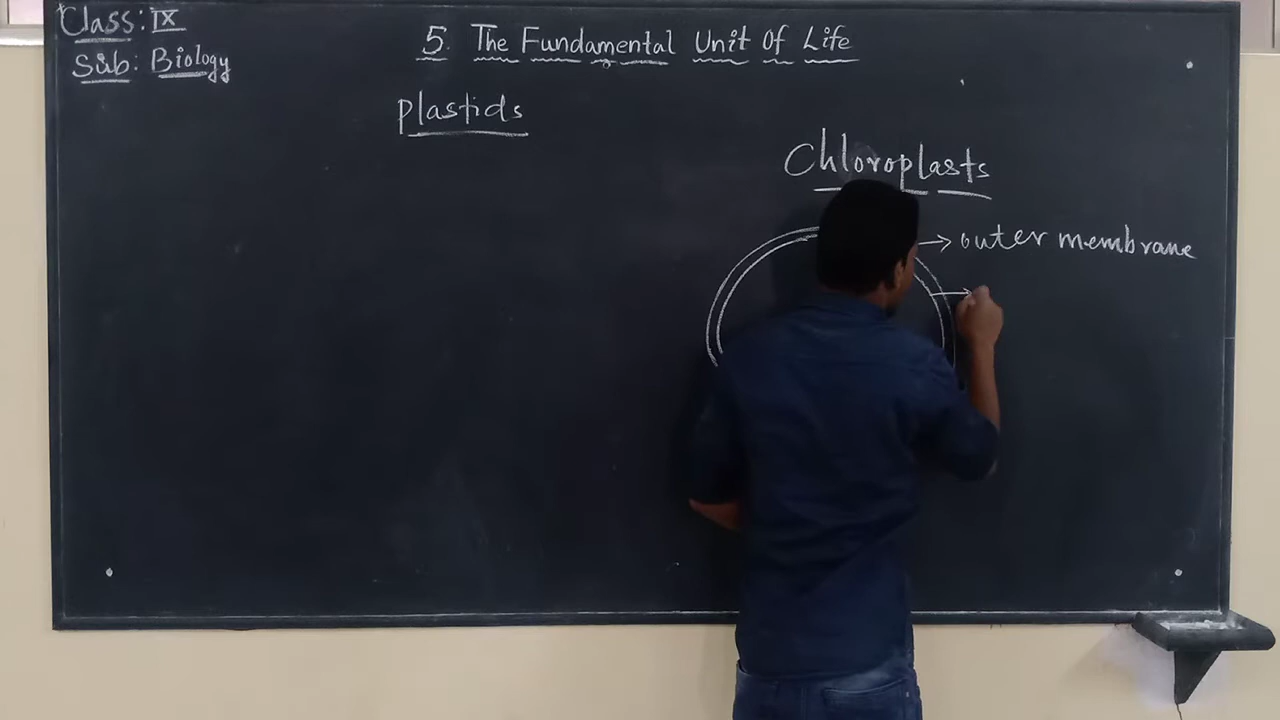 Class: IX
Sub: Biology
5. The Fundamental Unit Of Life
Plastids
Chloroplasts
outer membrane